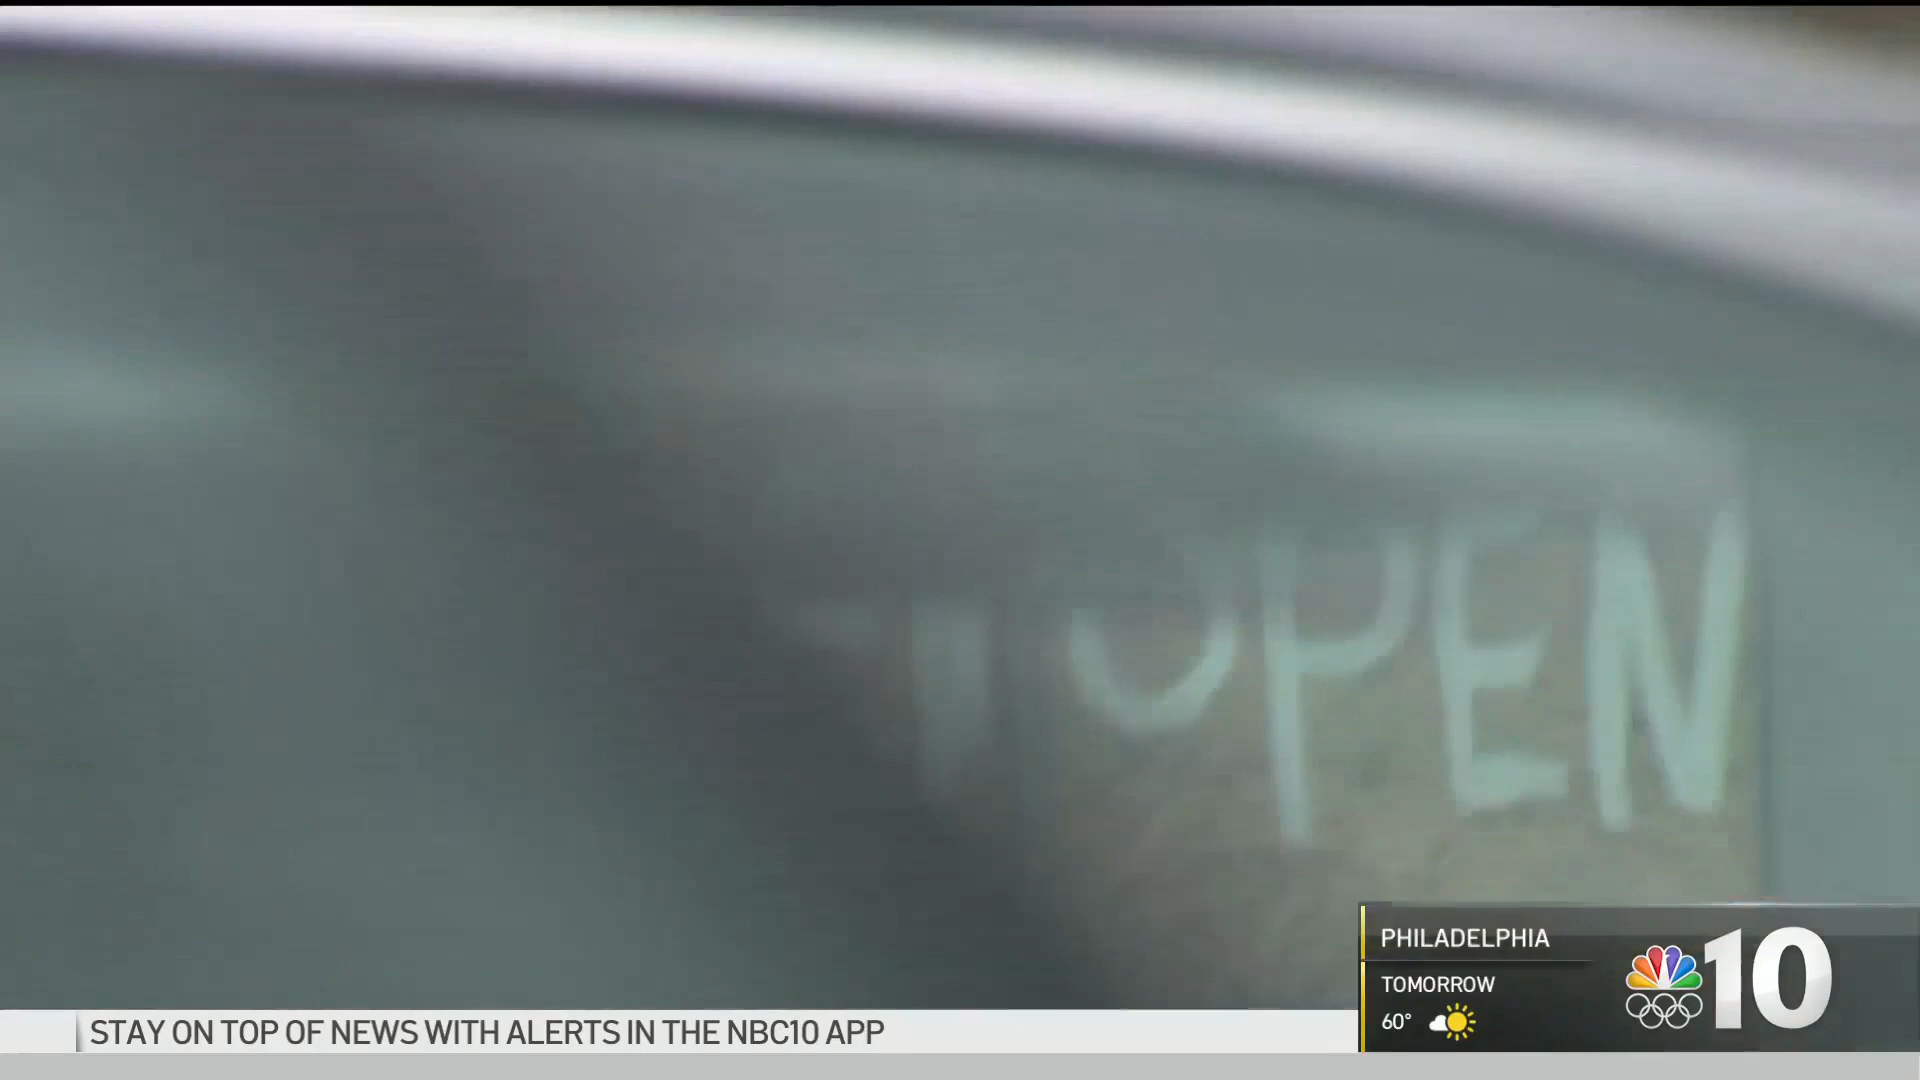 OPEN
PHILADELPHIA
TOMORROW
60°
10
STAY ON TOP OF NEWS WITH ALERTS IN THE NBC10 APP